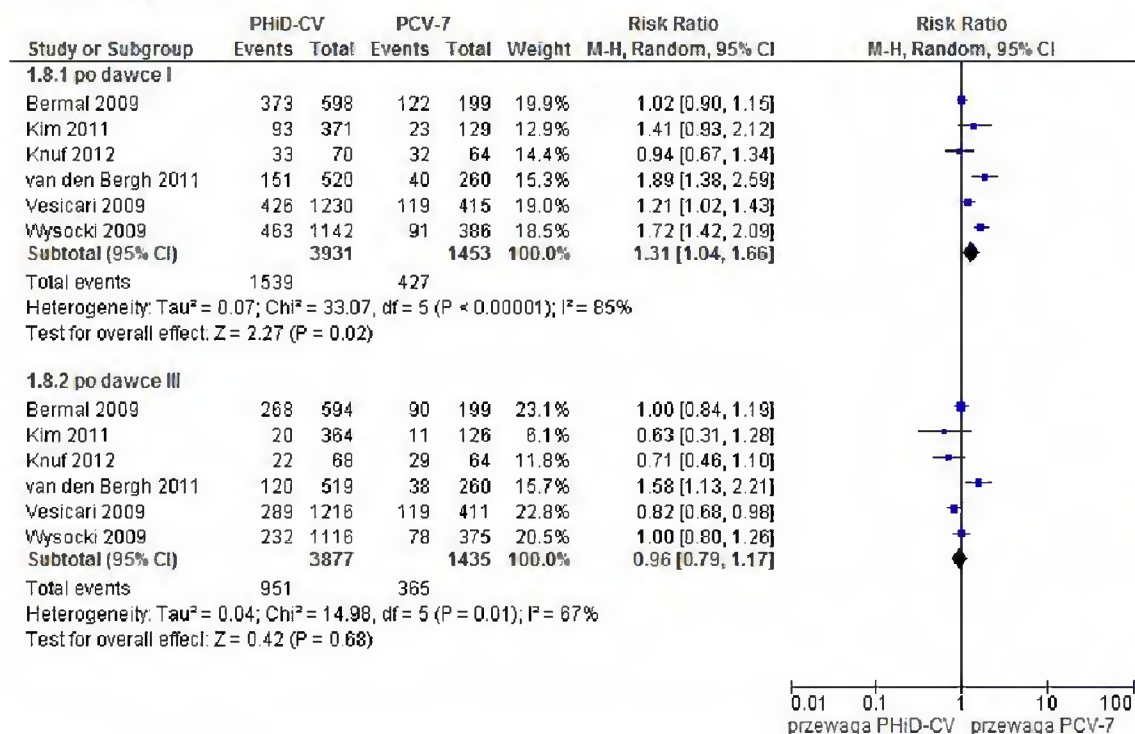 PHiD-CV PCV-7 Risk Ratio Risk Ratio
Study or Subgroup Events Total Events Total Weight M-H, Random, 95% CI M-H, Random, 95% CI
1.8.1 po dawce I
Bermal 2009 373 598 122 199 19.9% 1.02 [0.90, 1.15]
Kim 2011 93 371 23 129 12.9% 1.41 [0.93, 2.12]
Knuf 2012 33 70 32 64 14.4% 0.94 [0.67, 1.34]
van den Bergh 2011 151 520 40 260 15.3% 1.89 [1.38, 2.59]
Vesicari 2009 426 1230 119 415 19.0% 1.21 [1.02, 1.43]
Wysocki 2009 463 1142 91 386 18.5% 1.72 [1.42, 2.09]
Subtotal (95% CI) 3931 1453 100.0% 1.31 [1.04, 1.66]
Total events 1539 427
Heterogeneity: Tau² = 0.07; Chi² = 33.07, df = 5 (P < 0.00001); I² = 85%
Test for overall effect: Z = 2.27 (P = 0.02)
1.8.2 po dawce III
Bermal 2009 268 594 90 199 23.1% 1.00 [0.84, 1.19]
Kim 2011 20 364 11 126 6.1% 0.63 [0.31, 1.28]
Knuf 2012 22 68 29 64 11.8% 0.71 [0.46, 1.10]
van den Bergh 2011 120 519 38 260 15.7% 1.58 [1.13, 2.21]
Vesicari 2009 289 1216 119 411 22.8% 0.82 [0.68, 0.98]
Wysocki 2009 232 1116 78 375 20.5% 1.00 [0.80, 1.26]
Subtotal (95% CI) 3877 1435 100.0% 0.96 [0.79, 1.17]
Total events 951 365
Heterogeneity: Tau² = 0.04; Chi² = 14.98, df = 5 (P = 0.01); I² = 67%
Test for overall effect: Z = 0.42 (P = 0.68)
0.01 0.1 1 10 100
przewaga PHiD-CV przewaga PCV-7